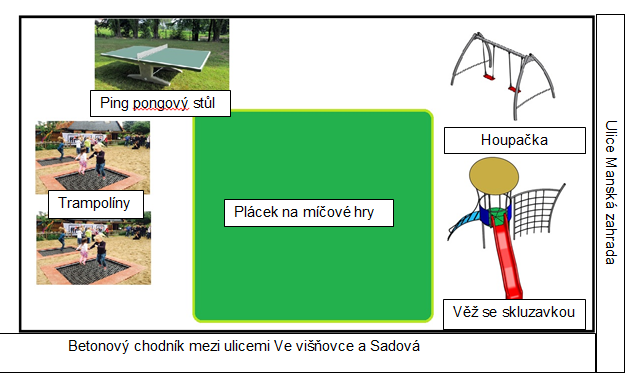 Ping pongový stůl
Houpačka
Trampolíny
Plácek na míčové hry
Věž se skluzavkou
Ulice Manská zahrada
Betonový chodník mezi ulicemi Ve višňovce a Sadová